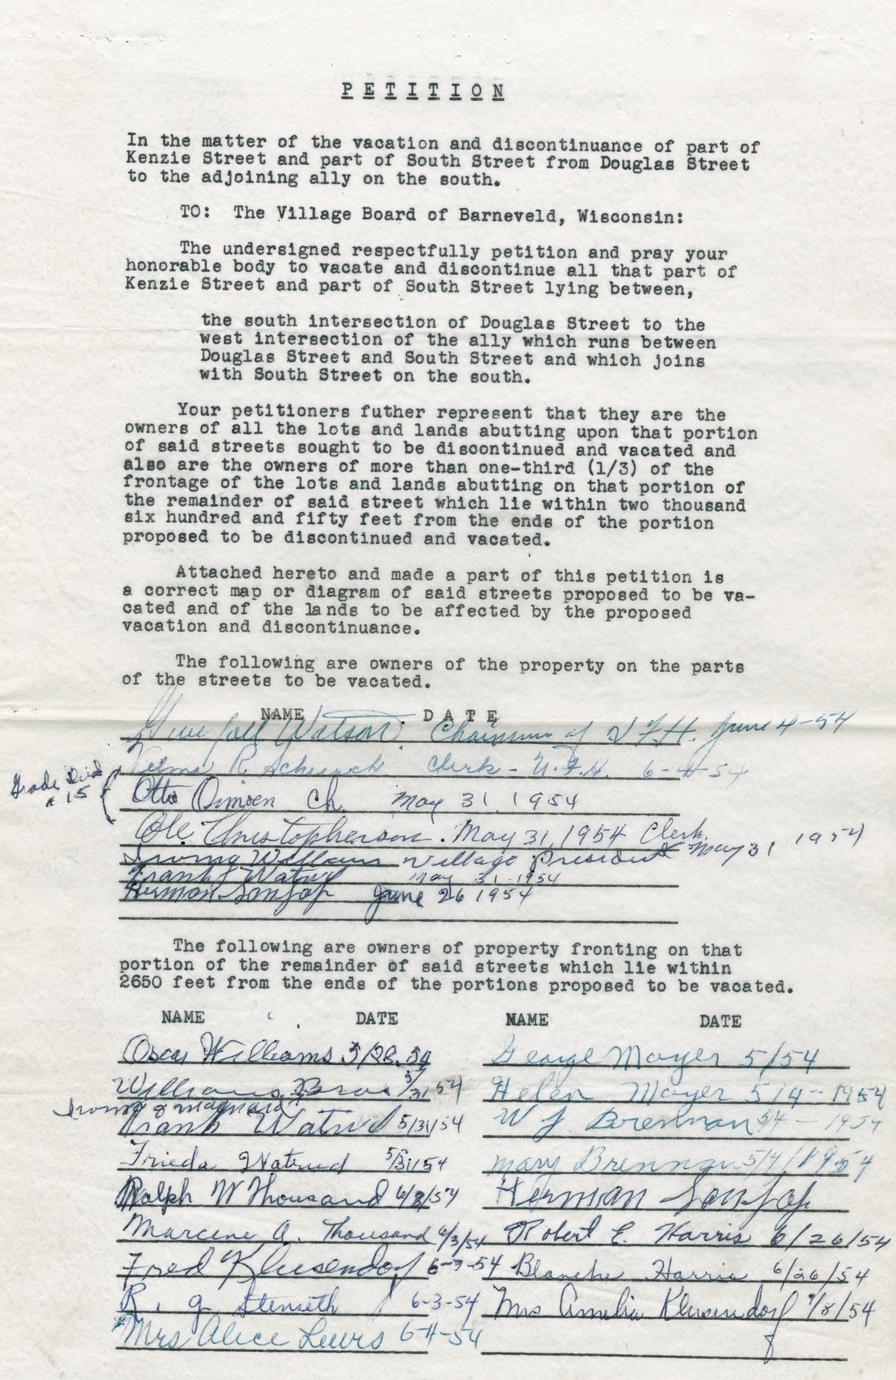 PETITION
In the matter of the vacation and discontinuance of part of
Kenzie Street and part of South Street from Douglas Street
to the adjoining ally on the south.
TO: The Village Board of Barneveld, Wisconsin:
The undersigned respectfully petition and pray your
honorable body to vacate and discontinue all that part of
Kenzie Street and part of South Street lying between,
the south intersection of Douglas Street to the
west intersection of the ally which runs between
Douglas Street and South Street and which joins
with South Street on the south.
Your petitioners futher represent that they are the
owners of all the lots and lands abutting upon that portion
of said streets sought to be discontinued and vacated and
also are the owners of more than one-third (1/3) of the
frontage of the lots and lands abutting on that portion of
the remainder of said street which lie within two thousand
six hundred and fifty feet from the ends of the portion
proposed to be discontinued and vacated.
Attached hereto and made a part of this petition is
a correct map or diagram of said streets proposed to be va-
cated and of the lands to be affected by the proposed
vacation and discontinuance.
The following are owners of the property on the parts
of the streets to be vacated.
NAME DATE
Watson Chairman of U.F.H. June 4-54
Velma R. Clerk - U.F.H. 6-4-54
# 15
Otto Ch. May 31, 1954
Ole Christopherson. May 31, 1954 Clerk.
Irving Williams Village President May 31 1954
Frank Watrud May 31-1954
Herman June 26 1954
The following are owners of property fronting on that
portion of the remainder of said streets which lie within
2650 feet from the ends of the portions proposed to be vacated.
NAME DATE NAME DATE
Oscar Williams 5/28.54 George Mayer 5/54
Williams Bros 5/31 54 Helen Mayer 5/4-1954
Irving &
Frank Watrud 5/31/54 W J Brennan 5/4-1954
Frieda Watrud 5/31/54 Mary Brennan 5/4/1954
Ralph W Thousand 6/3/54 Herman
Marcene A. Thousand 6/3/54 Robert E. Harris 6/26/54
Fred Klusendorf 6-3-54 Blanche Harris 6/26/54
R. G. Stenseth 6-3-54 Mrs Amelia Klusendorf 7/8/54
Mrs Alice Lewis 6-4-54